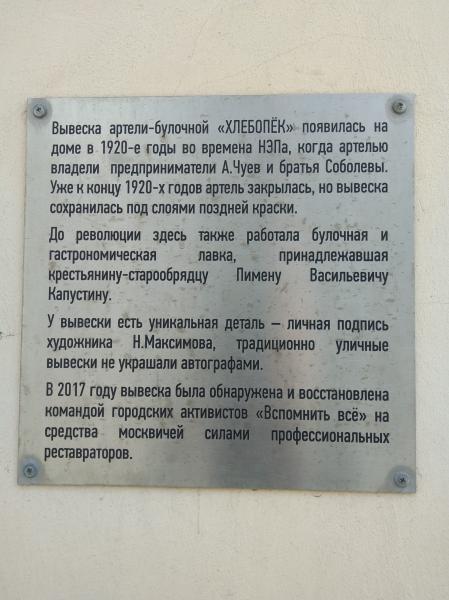 Вывеска артели-булочной «ХЛЕБОПЁК» появилась на
доме в 1920-е годы во времена НЭПа, когда артелью
владели предприниматели А.Чуев и братья Соболевы.
Уже к концу 1920-х годов артель закрылась, но вывеска
сохранилась под слоями поздней краски.
До революции здесь также работала булочная и
гастрономическая лавка, принадлежавшая
крестьянину-старообрядцу Пимену Васильевичу
Капустину.
У вывески есть уникальная деталь – личная подпись
художника Н.Максимова, традиционно уличные
вывески не украшали автографами.
В 2017 году вывеска была обнаружена и восстановлена
командой городских активистов «Вспомнить всё» на
средства москвичей силами профессиональных
реставраторов.